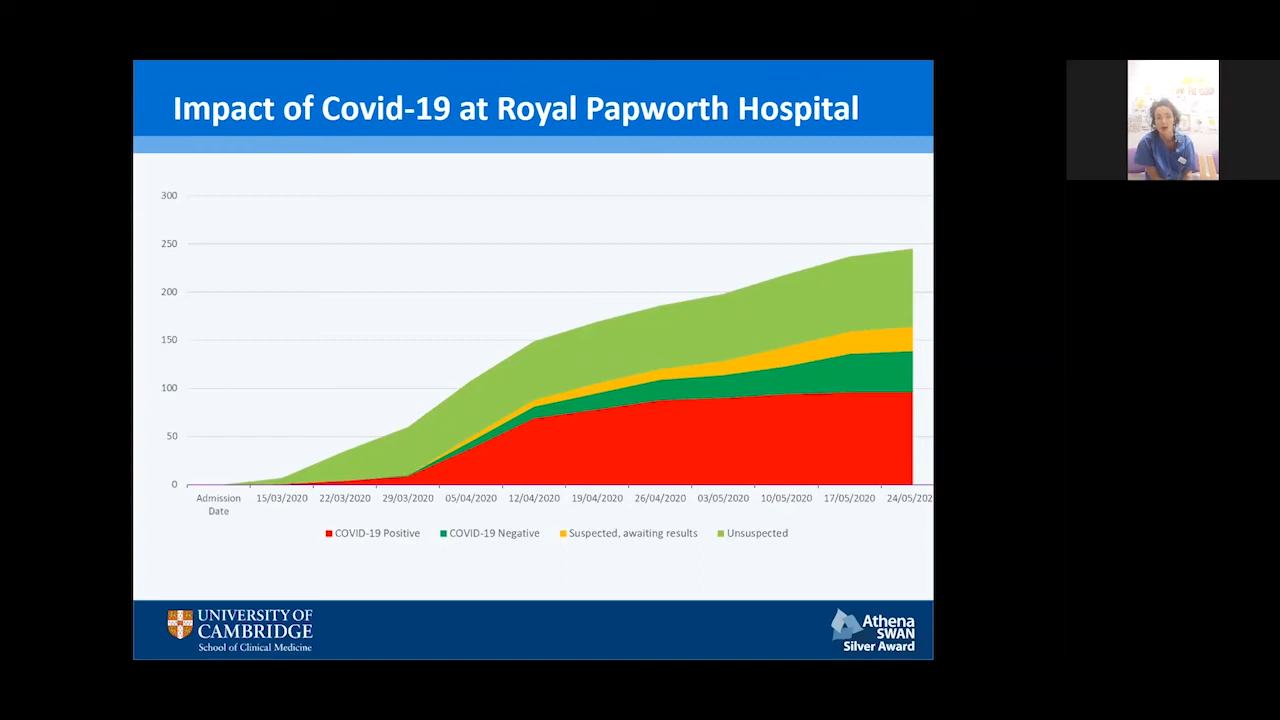 Impact of Covid-19 at Royal Papworth Hospital
300
250
200
150
100
50
0
Admission Date
15/03/2020
22/03/2020
29/03/2020
05/04/2020
12/04/2020
19/04/2020
26/04/2020
03/05/2020
10/05/2020
17/05/2020
24/05/202
COVID-19 Positive
COVID-19 Negative
Suspected, awaiting results
Unsuspected
UNIVERSITY OF
CAMBRIDGE
School of Clinical Medicine
Athena
SWAN
Silver Award